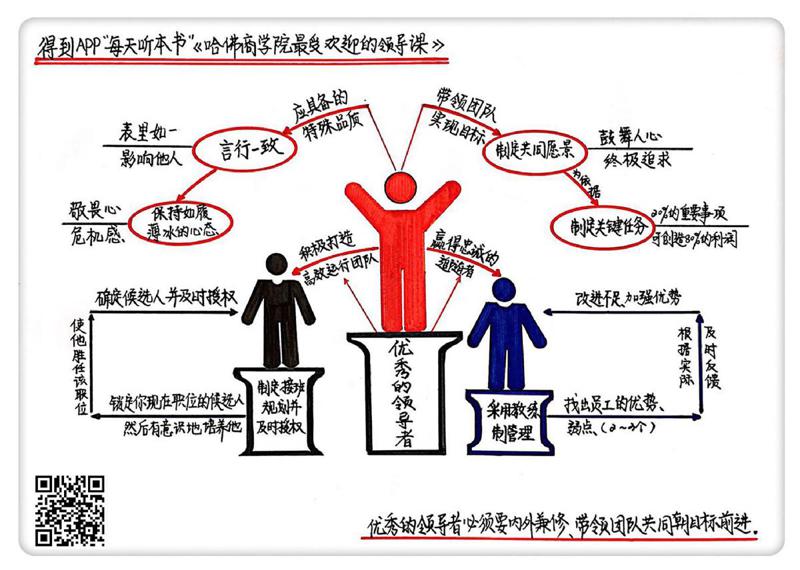 得到APP"每天听本书"《哈佛商学院最受欢迎的领导课》
应具备的
特殊品质
带领团队
实现目标
表里如一
影响他人
言行一致
制定共同愿景
鼓舞人心
终极追求
为依据
敬畏心
危机感
保持如履
薄冰的心态
制定关键任务
20%的重要事项
可创造80%的利润
积极打造
高效运行团队
赢得忠诚的
追随者
确定候选人并及时授权
改进不足、加强优势
使他胜任该职位
根据实际
及时反馈
优秀的领导者
锁定你现在职位的候选人
然后有意识地培养他
制定接班
规划并
及时授权
采用教练
制管理
找出员工的优势、
弱点、(2~3个)
优秀的领导者必须要内外兼修、带领团队共同朝目标前进.